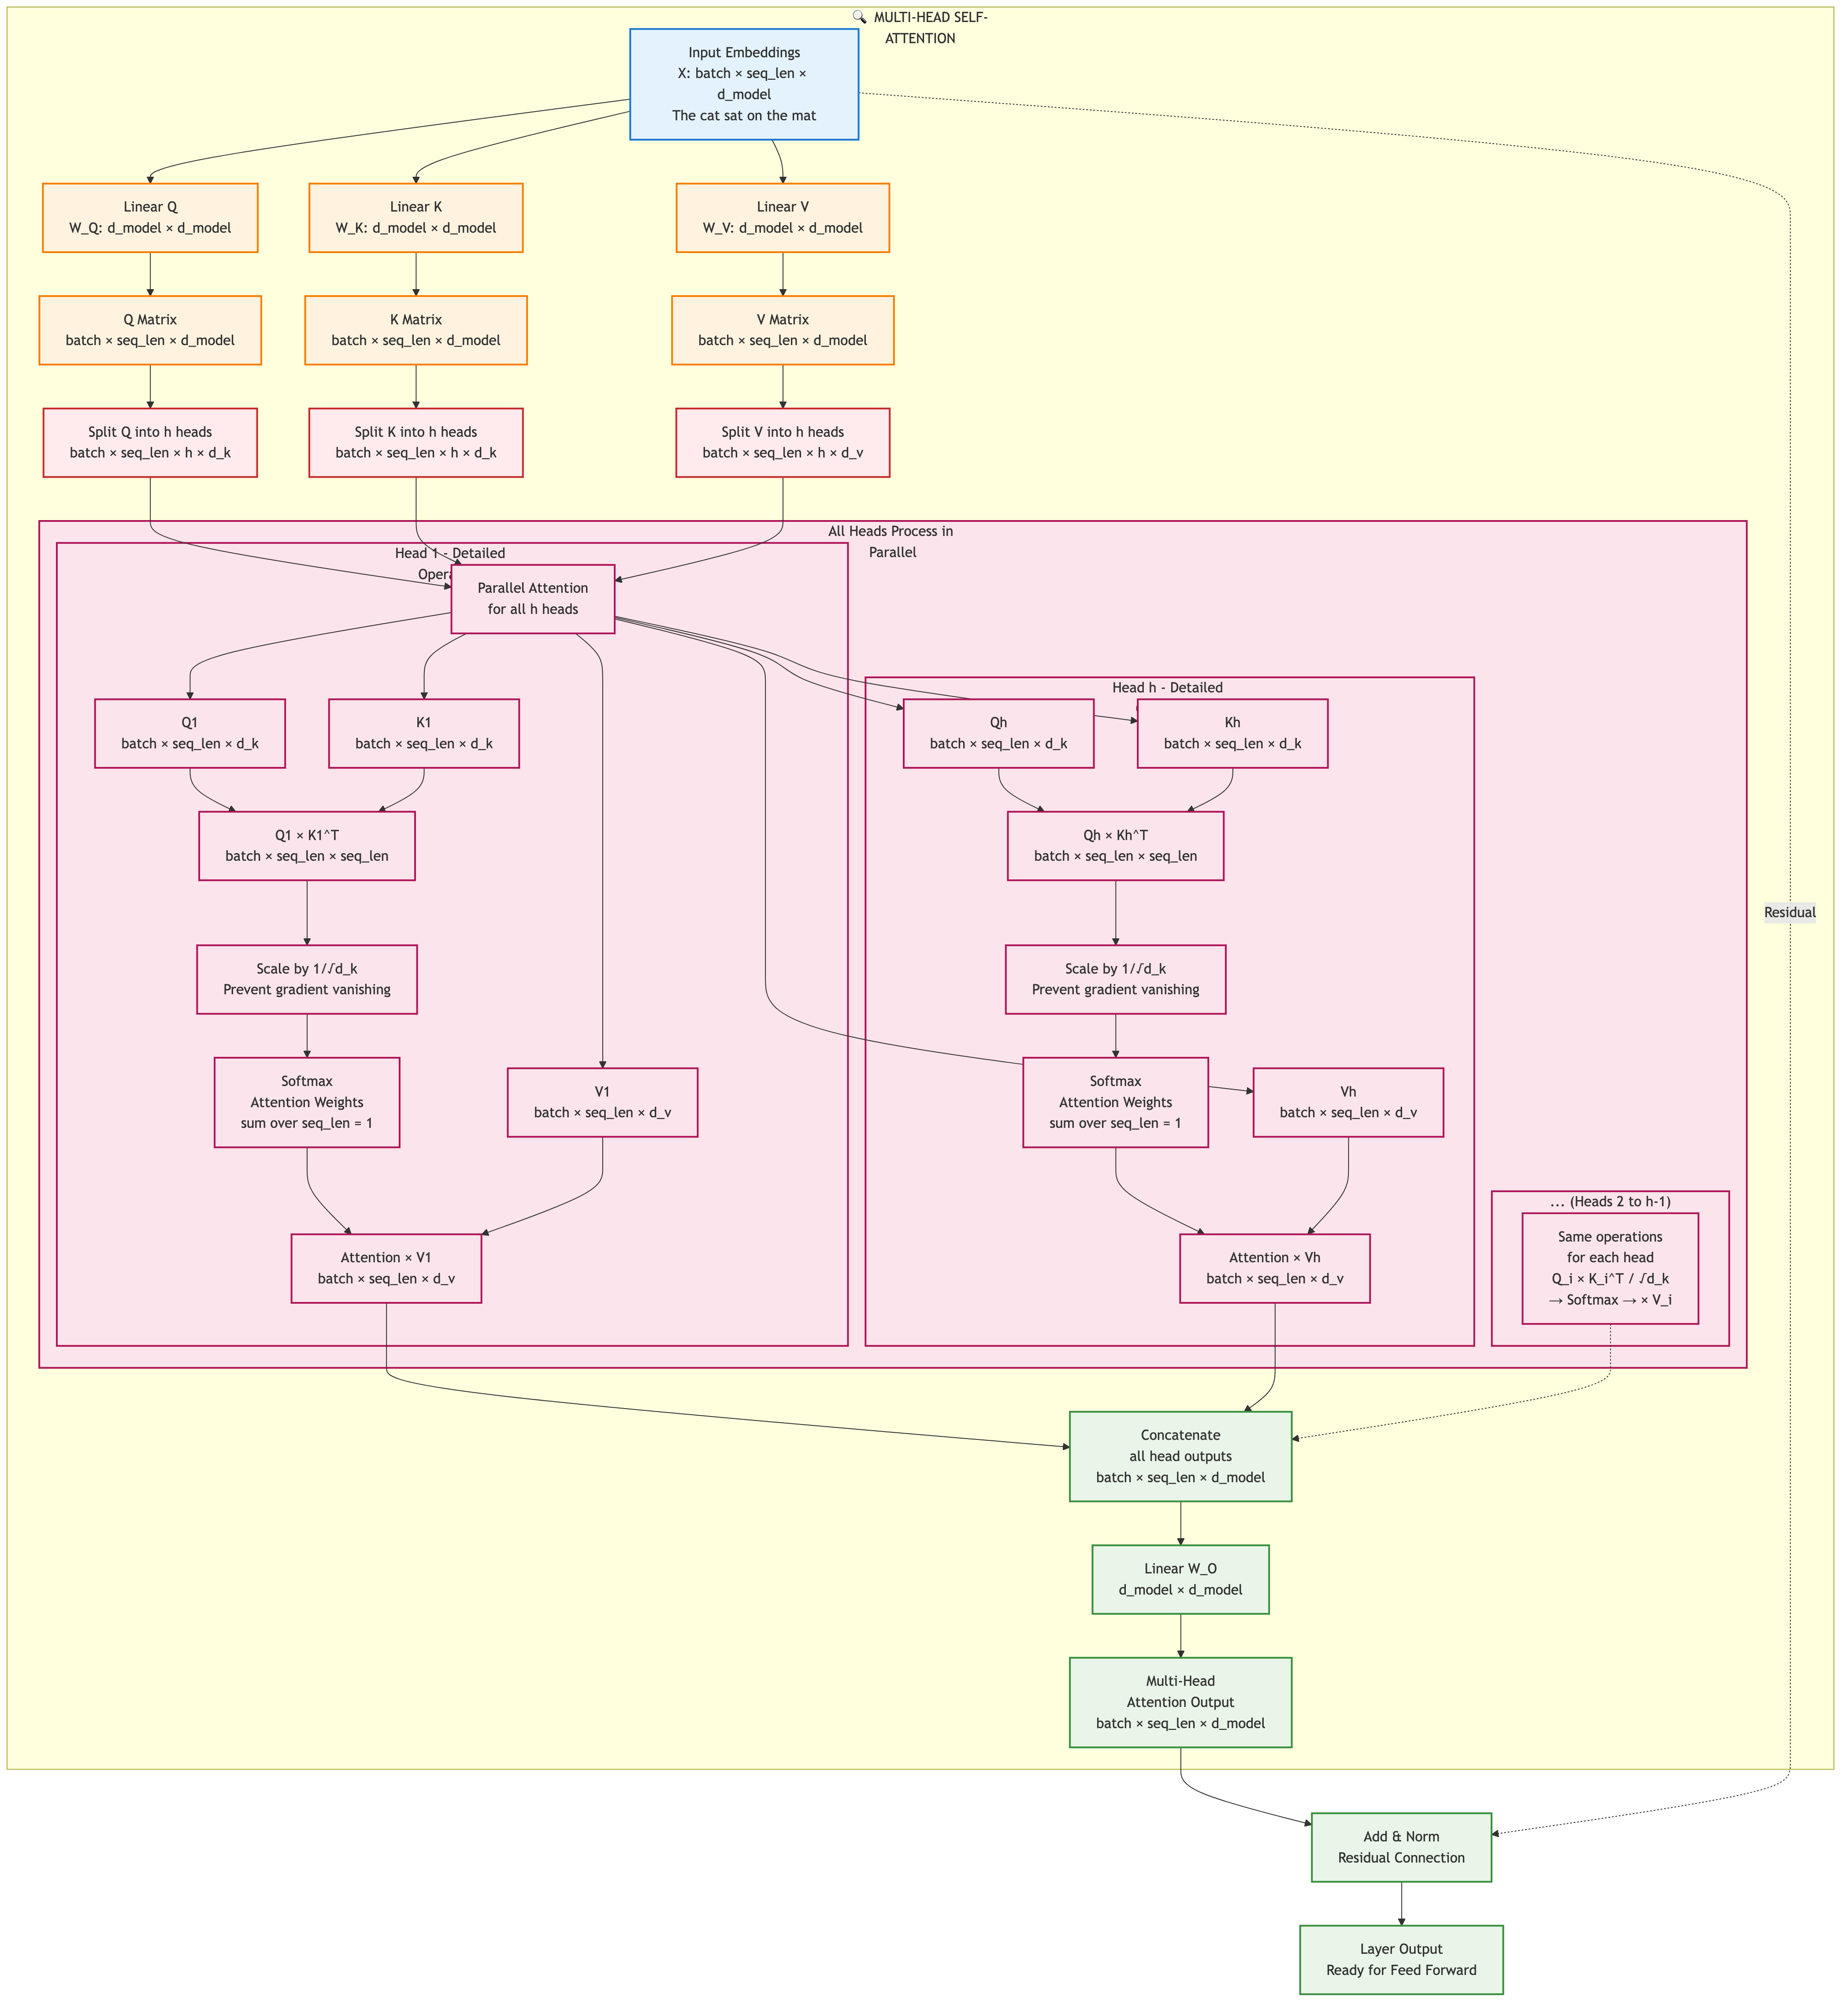 🔍 MULTI-HEAD SELF-
ATTENTION
Input Embeddings
X: batch × seq_len ×
d_model
The cat sat on the mat
Linear Q
W_Q: d_model × d_model
Linear K
W_K: d_model × d_model
Linear V
W_V: d_model × d_model
Q Matrix
batch × seq_len × d_model
K Matrix
batch × seq_len × d_model
V Matrix
batch × seq_len × d_model
Split Q into h heads
batch × seq_len × h × d_k
Split K into h heads
batch × seq_len × h × d_k
Split V into h heads
batch × seq_len × h × d_v
All Heads Process in
Parallel
Head 1 - Detailed
Parallel Attention
for all h heads
Q1
batch × seq_len × d_k
K1
batch × seq_len × d_k
Q1 × K1^T
batch × seq_len × seq_len
Scale by 1/√d_k
Prevent gradient vanishing
Softmax
Attention Weights
sum over seq_len = 1
V1
batch × seq_len × d_v
Attention × V1
batch × seq_len × d_v
Head h - Detailed
Qh
batch × seq_len × d_k
Kh
batch × seq_len × d_k
Qh × Kh^T
batch × seq_len × seq_len
Scale by 1/√d_k
Prevent gradient vanishing
Softmax
Attention Weights
sum over seq_len = 1
Vh
batch × seq_len × d_v
Attention × Vh
batch × seq_len × d_v
... (Heads 2 to h-1)
Same operations
for each head
Q_i × K_i^T / √d_k
→ Softmax → × V_i
Residual
Concatenate
all head outputs
batch × seq_len × d_model
Linear W_O
d_model × d_model
Multi-Head
Attention Output
batch × seq_len × d_model
Add & Norm
Residual Connection
Layer Output
Ready for Feed Forward